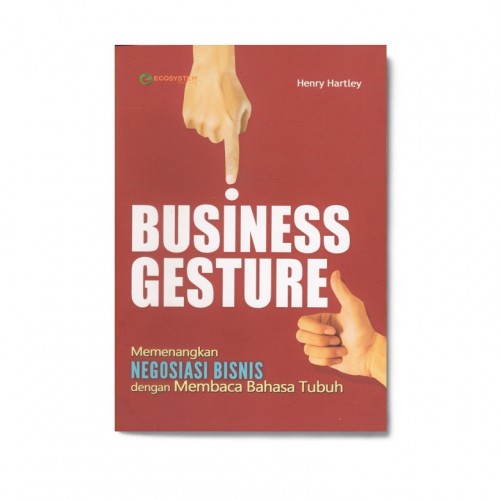 ECOSYSTEM
Henry Hartley
BUSiNESS
GESTURE
Memenangkan
NEGOSIASI BISNIS
dengan Membaca Bahasa Tubuh